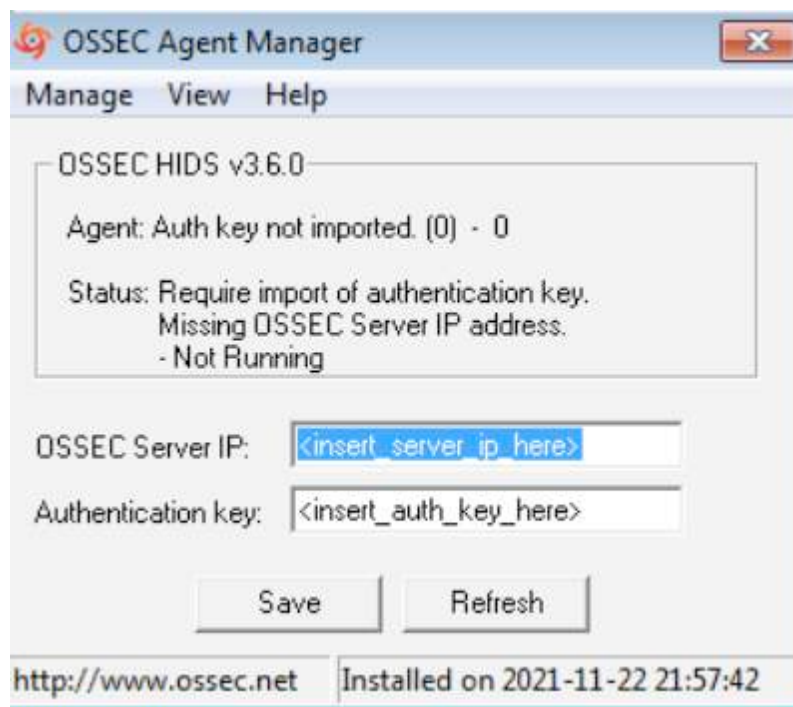 OSSEC Agent Manager
Manage View Help
OSSEC HIDS v3.6.0
Agent: Auth key not imported. (0) - 0
Status: Require import of authentication key.
Missing OSSEC Server IP address.
- Not Running
OSSEC Server IP: <insert_server_ip_here>
Authentication key: <insert_auth_key_here>
Save Refresh
http://www.ossec.net Installed on 2021-11-22 21:57:42